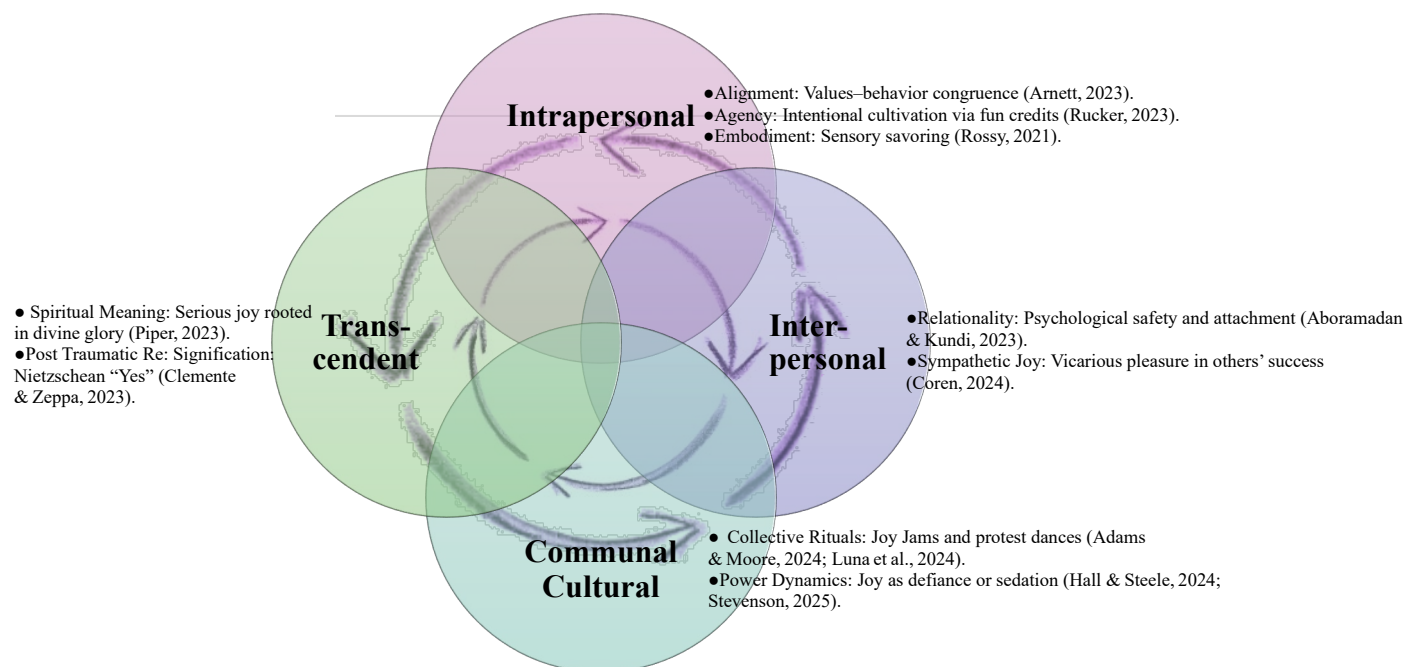 Intrapersonal
●Alignment: Values–behavior congruence (Arnett, 2023).
●Agency: Intentional cultivation via fun credits (Rucker, 2023).
●Embodiment: Sensory savoring (Rossy, 2021).
● Spiritual Meaning: Serious joy rooted
in divine glory (Piper, 2023).
●Post Traumatic Re: Signification:
Nietzschean “Yes” (Clemente
& Zeppa, 2023).
Trans-
cendent
Inter-
personal
●Relationality: Psychological safety and attachment (Aboramadan
& Kundi, 2023).
●Sympathetic Joy: Vicarious pleasure in others’ success
(Coren, 2024).
Communal
Cultural
● Collective Rituals: Joy Jams and protest dances (Adams
& Moore, 2024; Luna et al., 2024).
●Power Dynamics: Joy as defiance or sedation (Hall & Steele, 2024;
Stevenson, 2025).